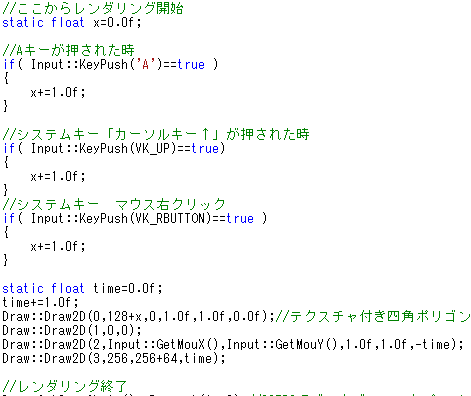 //ここからレンダリング開始
static float x=0.0f;
//Aキーが押された時
if( Input::KeyPush('A')==true )
{
x+=1.0f;
}
//システムキー「カーソルキー↑」が押された時
if( Input::KeyPush(VK_UP)==true)
{
x+=1.0f;
}
//システムキー　マウス右クリック
if( Input::KeyPush(VK_RBUTTON)==true )
{
x+=1.0f;
}
static float time=0.0f;
time+=1.0f;
Draw::Draw2D(0,128+x,0,1.0f,1.0f,0.0f);//テクスチャ付き四角ポリゴン
Draw::Draw2D(1,0,0);
Draw::Draw2D(2,Input::GetMouX(),Input::GetMouY(),1.0f,1.0f,-time);
Draw::Draw2D(3,256,256+64,time);
//レンダリング終了